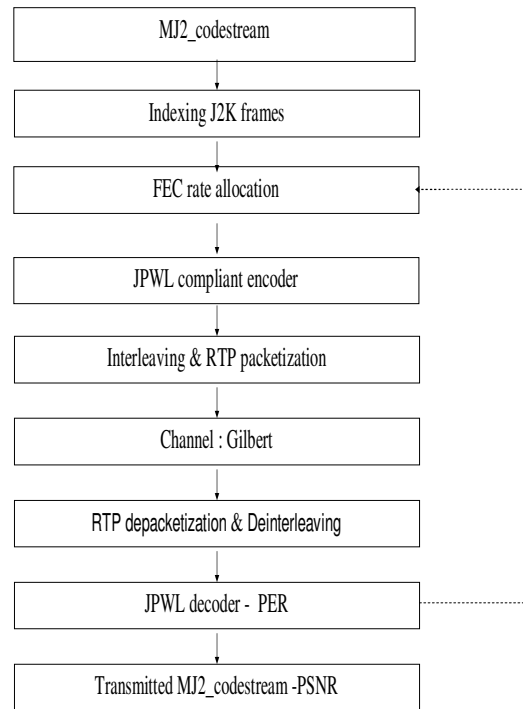 MJ2_codestream
Indexing J2K frames
FEC rate allocation
JPWL compliant encoder
Interleaving & RTP packetization
Channel : Gilbert
RTP depacketization & Deinterleaving
JPWL decoder - PER
Transmitted MJ2_codestream -PSNR